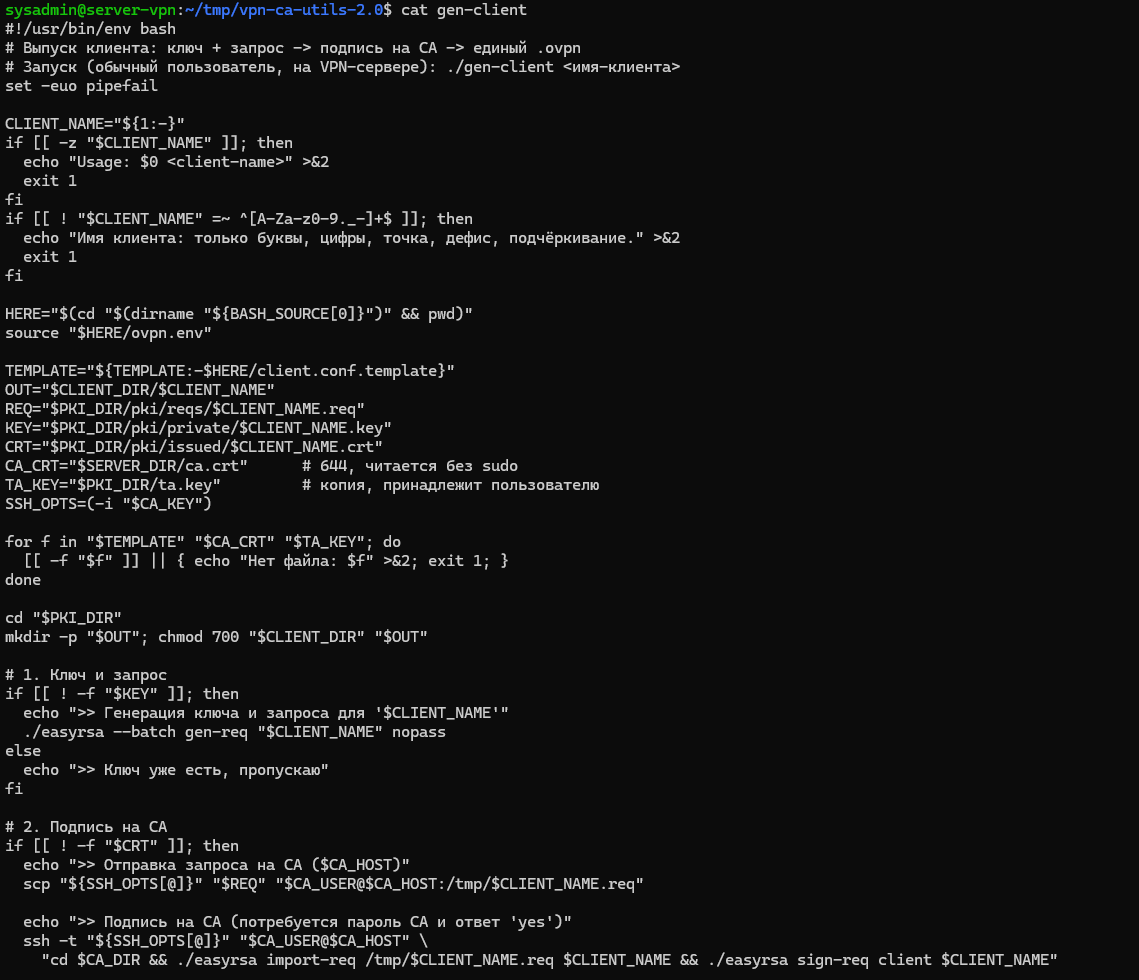 sysadmin@server-vpn:~/tmp/vpn-ca-utils-2.0$ cat gen-client
#!/usr/bin/env bash
# Выпуск клиента: ключ + запрос -> подпись на CA -> единый .ovpn
# Запуск (обычный пользователь, на VPN-сервере): ./gen-client <имя-клиента>
set -euo pipefail

CLIENT_NAME="${1:-}"
if [[ -z "$CLIENT_NAME" ]]; then
  echo "Usage: $0 <client-name>" >&2
  exit 1
fi
if [[ ! "$CLIENT_NAME" =~ ^[A-Za-z0-9._-]+$ ]]; then
  echo "Имя клиента: только буквы, цифры, точка, дефис, подчёркивание." >&2
  exit 1
fi

HERE="$(cd "$(dirname "${BASH_SOURCE[0]}")" && pwd)"
source "$HERE/ovpn.env"

TEMPLATE="${TEMPLATE:-$HERE/client.conf.template}"
OUT="$CLIENT_DIR/$CLIENT_NAME"
REQ="$PKI_DIR/pki/reqs/$CLIENT_NAME.req"
KEY="$PKI_DIR/pki/private/$CLIENT_NAME.key"
CRT="$PKI_DIR/pki/issued/$CLIENT_NAME.crt"
CA_CRT="$SERVER_DIR/ca.crt"      # 644, читается без sudo
TA_KEY="$PKI_DIR/ta.key"         # копия, принадлежит пользователю
SSH_OPTS=(-i "$CA_KEY")

for f in "$TEMPLATE" "$CA_CRT" "$TA_KEY"; do
  [[ -f "$f" ]] || { echo "Нет файла: $f" >&2; exit 1; }
done

cd "$PKI_DIR"
mkdir -p "$OUT"; chmod 700 "$CLIENT_DIR" "$OUT"

# 1. Ключ и запрос
if [[ ! -f "$KEY" ]]; then
  echo ">> Генерация ключа и запроса для '$CLIENT_NAME'"
  ./easyrsa --batch gen-req "$CLIENT_NAME" nopass
else
  echo ">> Ключ уже есть, пропускаю"
fi

# 2. Подпись на CA
if [[ ! -f "$CRT" ]]; then
  echo ">> Отправка запроса на CA ($CA_HOST)"
  scp "${SSH_OPTS[@]}" "$REQ" "$CA_USER@$CA_HOST:/tmp/$CLIENT_NAME.req"

  echo ">> Подпись на CA (потребуется пароль CA и ответ 'yes')"
  ssh -t "${SSH_OPTS[@]}" "$CA_USER@$CA_HOST" \
    "cd $CA_DIR && ./easyrsa import-req /tmp/$CLIENT_NAME.req $CLIENT_NAME && ./easyrsa sign-req client $CLIENT_NAME"